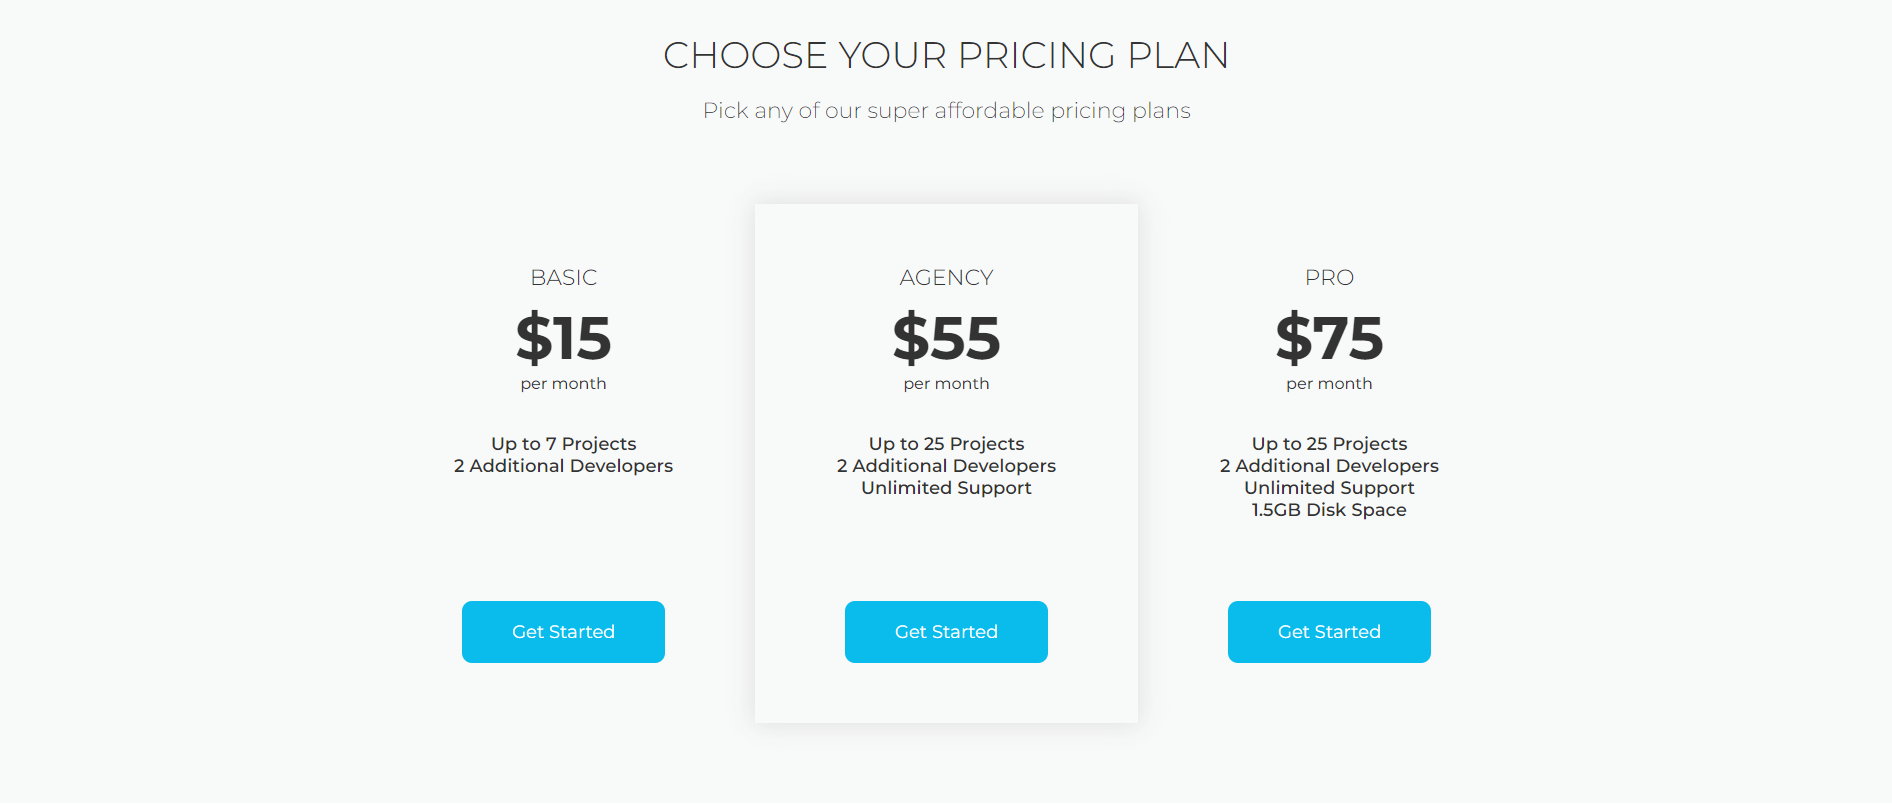 CHOOSE YOUR PRICING PLAN
Pick any of our super affordable pricing plans
BASIC
$15
per month
Up to 7 Projects
2 Additional Developers
Get Started
AGENCY
$55
per month
Up to 25 Projects
2 Additional Developers
Unlimited Support
Get Started
PRO
$75
per month
Up to 25 Projects
2 Additional Developers
Unlimited Support
1.5GB Disk Space
Get Started